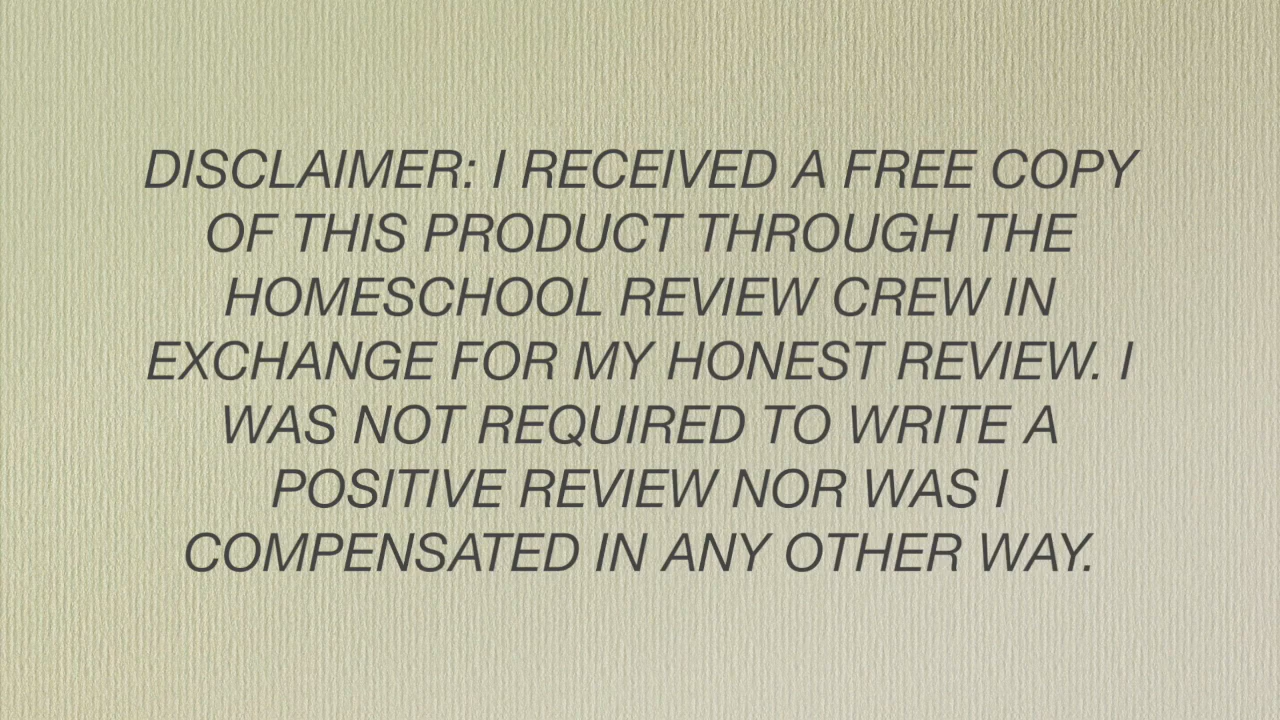 DISCLAIMER: I RECEIVED A FREE COPY
OF THIS PRODUCT THROUGH THE
HOMESCHOOL REVIEW CREW IN
EXCHANGE FOR MY HONEST REVIEW. I
WAS NOT REQUIRED TO WRITE A
POSITIVE REVIEW NOR WAS I
COMPENSATED IN ANY OTHER WAY.